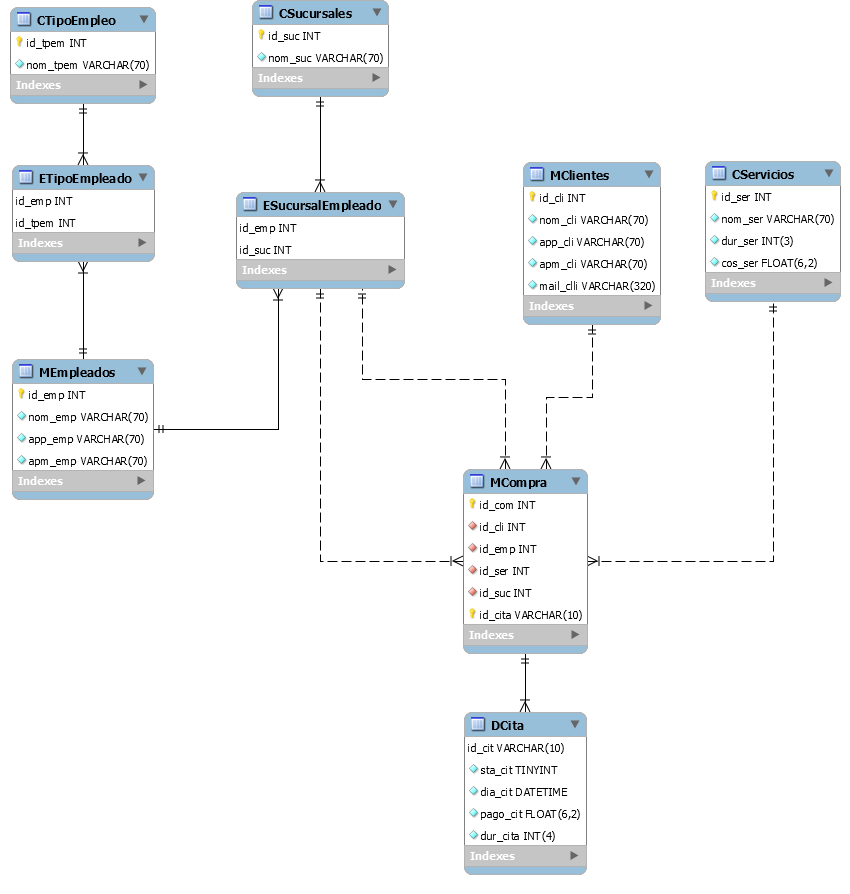 CTipoEmpleo
id_tpem INT
nom_tpem VARCHAR(70)
Indexes
CSucursales
id_suc INT
nom_suc VARCHAR(70)
Indexes
ETipoEmpleado
id_emp INT
id_tpem INT
Indexes
ESucursalEmpleado
id_emp INT
id_suc INT
Indexes
MClientes
id_cli INT
nom_cli VARCHAR(70)
app_cli VARCHAR(70)
apm_cli VARCHAR(70)
mail_clli VARCHAR(320)
Indexes
CServicios
id_ser INT
nom_ser VARCHAR(70)
dur_ser INT(3)
cos_ser FLOAT(6,2)
Indexes
MEmpleados
id_emp INT
nom_emp VARCHAR(70)
app_emp VARCHAR(70)
apm_emp VARCHAR(70)
Indexes
MCompra
id_com INT
id_cli INT
id_emp INT
id_ser INT
id_suc INT
id_cita VARCHAR(10)
Indexes
DCita
id_cit VARCHAR(10)
sta_cit TINYINT
dia_cit DATETIME
pago_cit FLOAT(6,2)
dur_cita INT(4)
Indexes